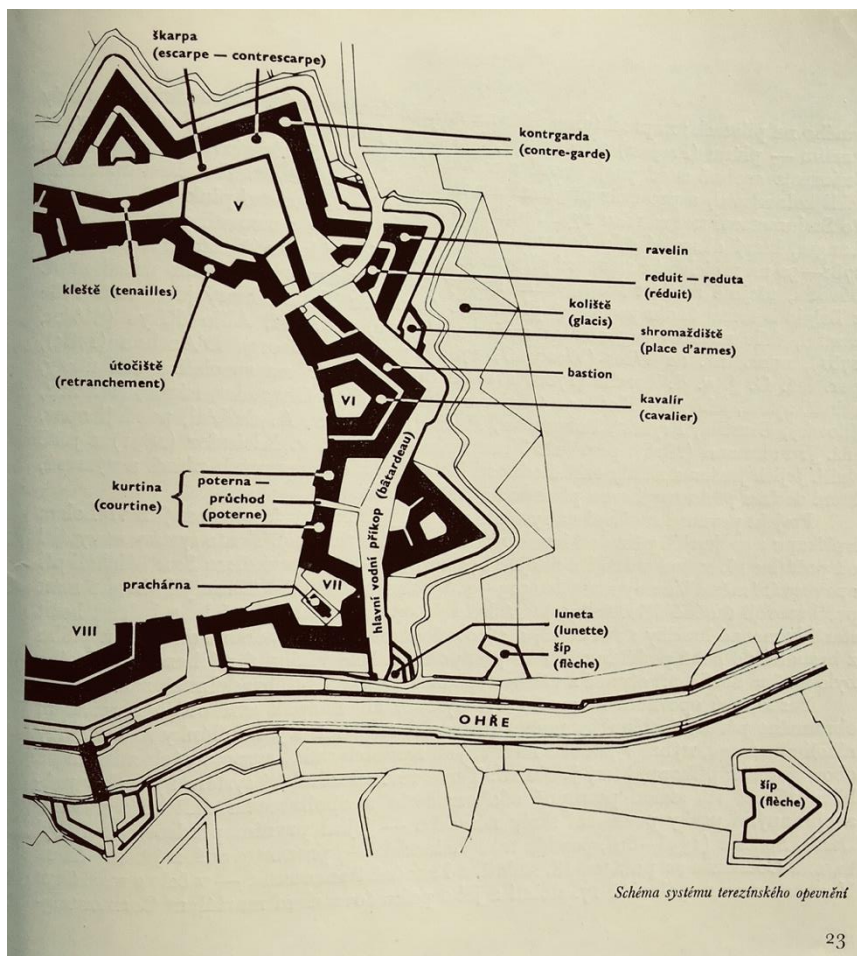 škarpa
(escarpe — contrescarpe)
kontrgarda
(contre-garde)
V
ravelin
reduit — reduta
(réduit)
kleště (tenailles)
koliště
(glacis)
shromaždiště
(place d'armes)
útočiště
(retranchement)
bastion
VI
kavalír
(cavalier)
kurtina
(courtine)
poterna —
průchod
(poterne)
hlavní vodní příkop (bâtardeau)
prachárna
VII
VIII
luneta
(lunette)
šíp
(flèche)
OHŘE
šíp
(flèche)
Schéma systému terezínského opevnění
23